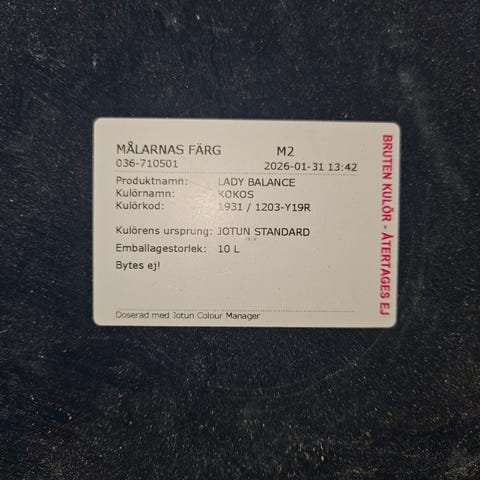 MÅLARNAS FÄRG M2
036-710501 2026-01-31 13:42
Produktnamn: LADY BALANCE
Kulörnamn: KOKOS
Kulörkod: 1931 / 1203-Y19R
Kulörens ursprung: JOTUN STANDARD
Emballagestorlek: 10 L
Bytes ej!
Doserad med Jotun Colour Manager
BRUTEN KULÖR - ÅTERTAGES EJ